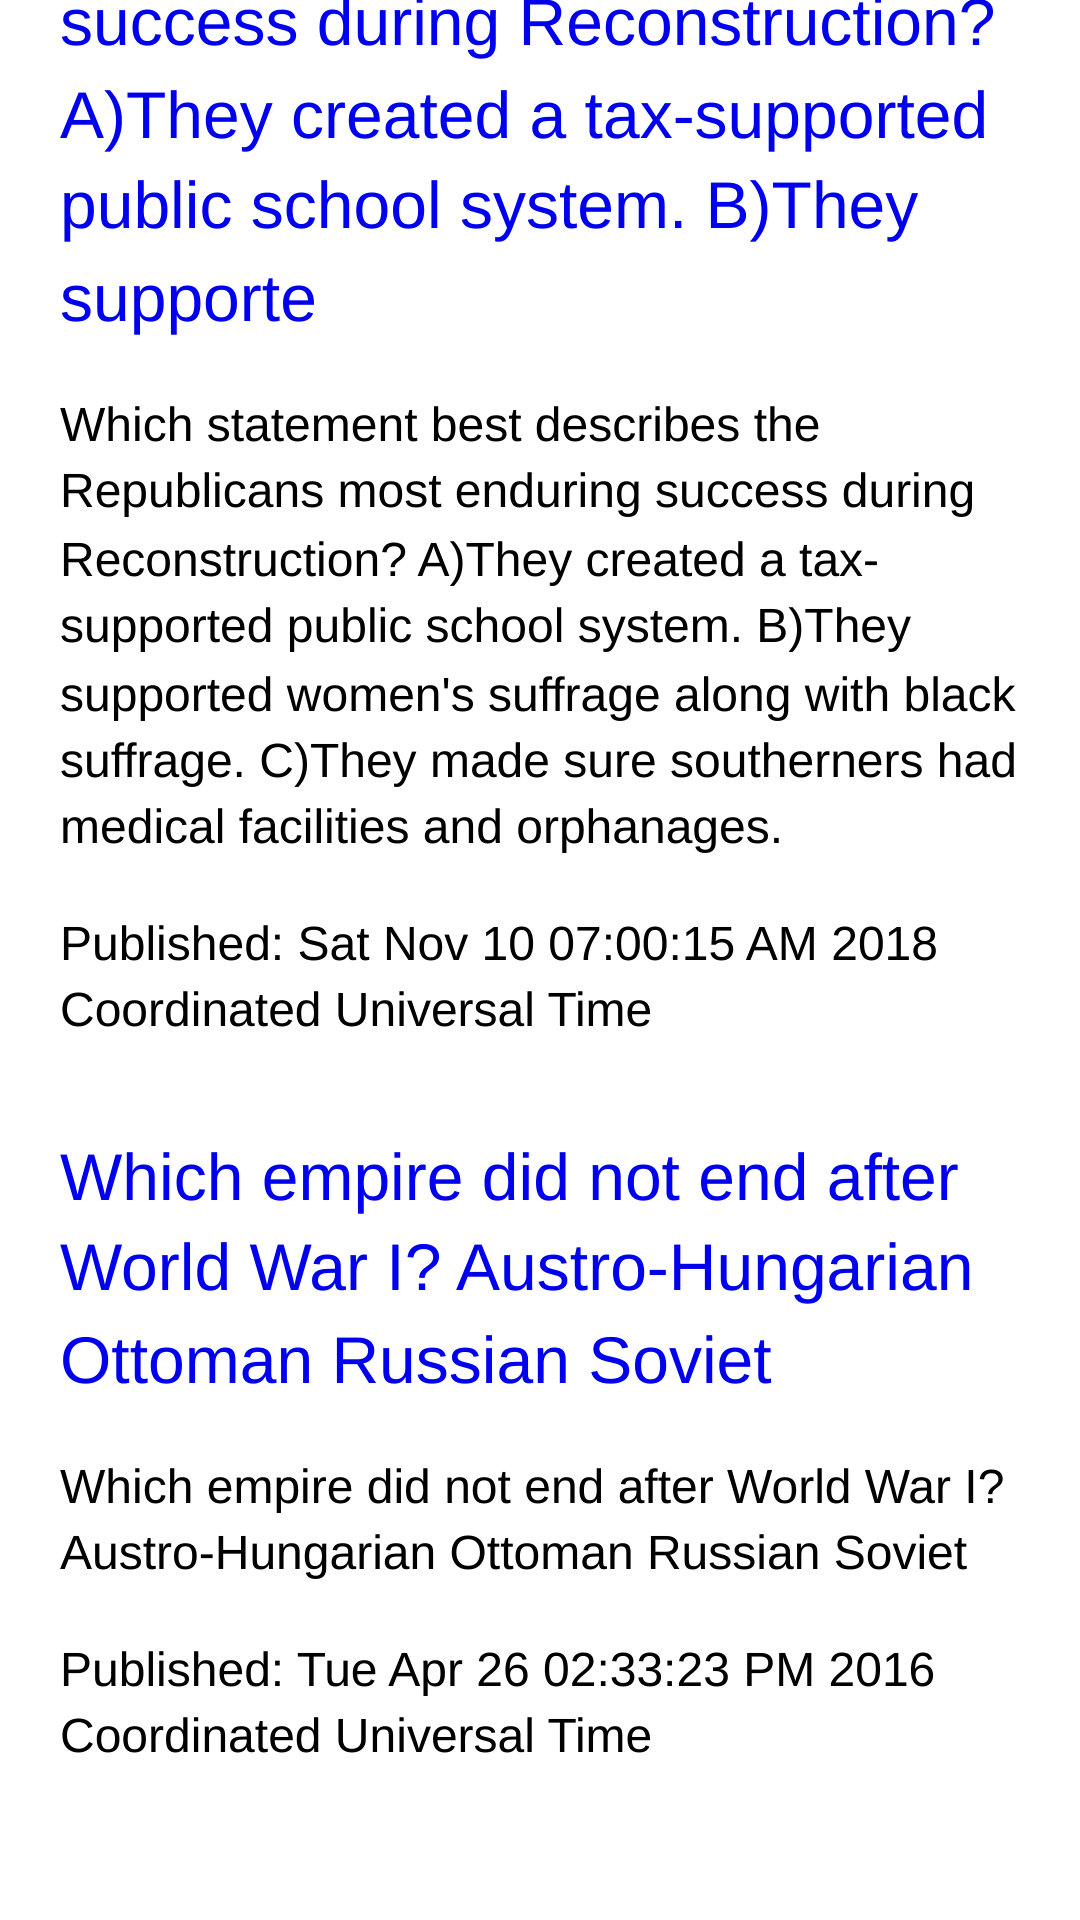 success during Reconstruction?
A)They created a tax-supported
public school system. B)They
supporte
Which statement best describes the
Republicans most enduring success during
Reconstruction? A)They created a tax-
supported public school system. B)They
supported women's suffrage along with black
suffrage. C)They made sure southerners had
medical facilities and orphanages.
Published: Sat Nov 10 07:00:15 AM 2018
Coordinated Universal Time
Which empire did not end after
World War I? Austro-Hungarian
Ottoman Russian Soviet
Which empire did not end after World War I?
Austro-Hungarian Ottoman Russian Soviet
Published: Tue Apr 26 02:33:23 PM 2016
Coordinated Universal Time